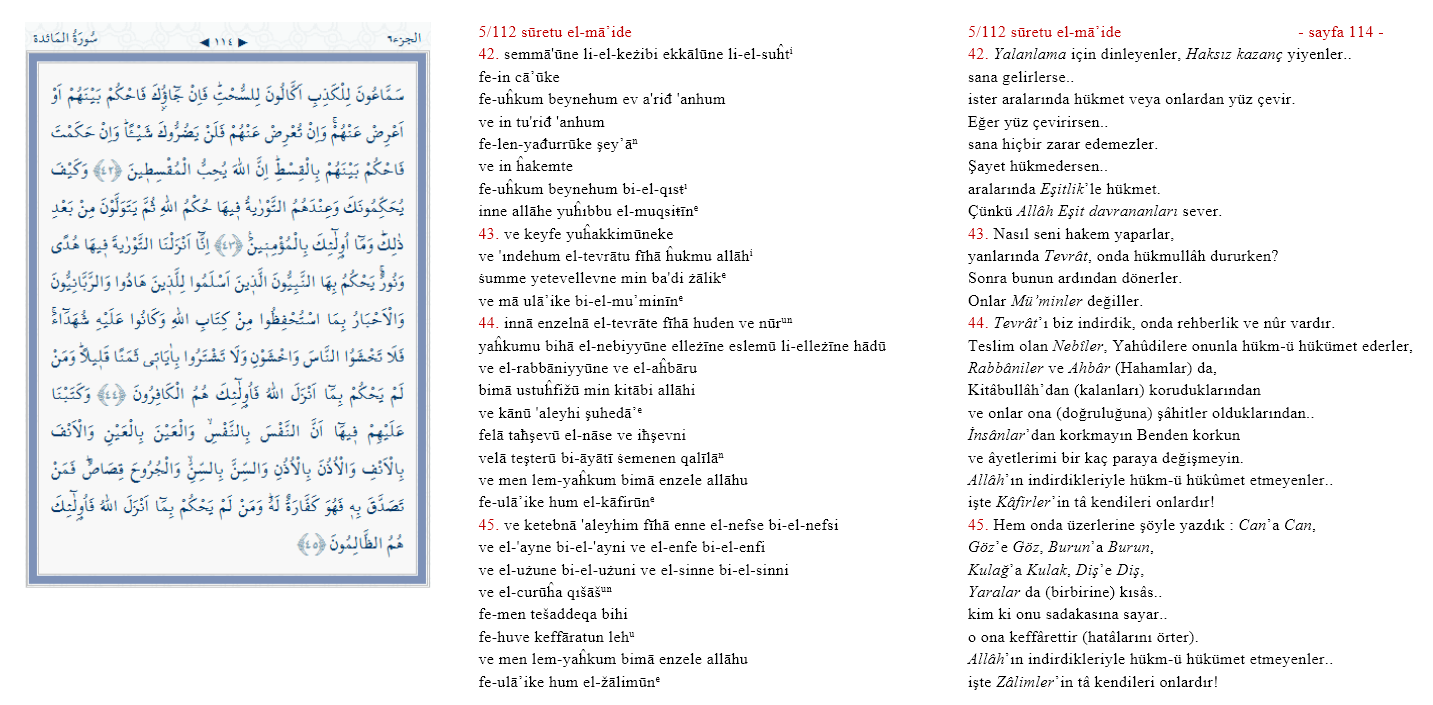 الجزء٦
◀ ١١٤ ▶
سُورَةُ المَائدة
سَمَّاعُونَ لِلْكَذِبِ اَكَّالُونَ لِلسُّحْتِۜ فَاِنْ جَٓاؤُ۫كَ فَاحْكُمْ بَيْنَهُمْ اَوْ
اَعْرِضْ عَنْهُمْۚ وَاِنْ تُعْرِضْ عَنْهُمْ فَلَنْ يَضُرُّوكَ شَيْـًٔاۜ وَاِنْ حَكَمْتَ
فَاحْكُمْ بَيْنَهُمْ بِالْقِسْطِۜ اِنَّ اللّٰهَ يُحِبُّ الْمُقْسِط۪ينَ ﴿٤٢﴾ وَكَيْفَ
يُحَكِّمُونَكَ وَعِنْدَهُمُ التَّوْرٰيةُ ف۪يهَا حُكْمُ اللّٰهِ ثُمَّ يَتَوَلَّوْنَ مِنْ بَعْدِ
ذٰلِكَۜ وَمَٓا اُو۬لٰٓئِكَ بِالْمُؤْمِن۪ينَ۟ ﴿٤٣﴾ اِنَّٓا اَنْزَلْنَا التَّوْرٰيةَ ف۪يهَا هُدًى
وَنُورٌۚ يَحْكُمُ بِهَا النَّبِيُّونَ الَّذ۪ينَ اَسْلَمُوا لِلَّذ۪ينَ هَادُوا وَالرَّبَّانِيُّونَ
وَالْاَحْبَارُ بِمَا اسْتُحْفِظُوا مِنْ كِتَابِ اللّٰهِ وَكَانُوا عَلَيْهِ شُهَدَٓاءَۚ
فَلَا تَخْشَوُا النَّاسَ وَاخْشَوْنِ وَلَا تَشْتَرُوا بِاٰيَات۪ي ثَمَنًا قَل۪يلًاۜ وَمَنْ
لَمْ يَحْكُمْ بِمَٓا اَنْزَلَ اللّٰهُ فَاُو۬لٰٓئِكَ هُمُ الْكَافِرُونَ ﴿٤٤﴾ وَكَتَبْنَا
عَلَيْهِمْ ف۪يهَٓا اَنَّ النَّفْسَ بِالنَّفْسِۙ وَالْعَيْنَ بِالْعَيْنِ وَالْاَنْفَ
بِالْاَنْفِ وَالْاُذُنَ بِالْاُذُنِ وَالسِّنَّ بِالسِّنِّۙ وَالْجُرُوحَ قِصَاصٌۜ فَمَنْ
تَصَدَّقَ بِه۪ فَهُوَ كَفَّارَةٌ لَهُۜ وَمَنْ لَمْ يَحْكُمْ بِمَٓا اَنْزَلَ اللّٰهُ فَاُو۬لٰٓئِكَ
هُمُ الظَّالِمُونَ ﴿٤٥﴾
5/112 sūretu el-mā’ide
42. semmā'ūne li-el-keżibi ekkālūne li-el-suĥtⁱ
fe-in cā’ūke
fe-uĥkum beynehum ev a'riđ 'anhum
ve in tu'riđ 'anhum
fe-len-yađurrūke şey’āⁿ
ve in ĥakemte
fe-uĥkum beynehum bi-el-qısŧⁱ
inne allāhe yuĥıbbu el-muqsiŧīnᵉ
43. ve keyfe yuĥakkimūneke
ve 'ındehum el-tevrātu fīhā ĥukmu allāhⁱ
ṡumme yetevellevne min ba'di żālikᵉ
ve mā ulā’ike bi-el-mu’minīnᵉ
44. innā enzelnā el-tevrāte fīhā huden ve nūrᵘⁿ
yaĥkumu bihā el-nebiyyūne elleżīne eslemū li-elleżīne hādū
ve el-rabbāniyyūne ve el-aĥbāru
bimā ustuĥfižū min kitābi allāhi
ve kānū 'aleyhi şuhedā’ᵉ
felā taħşevū el-nāse ve iħşevni
velā teşterū bi-āyātī ṡemenen qalīlāⁿ
ve men lem-yaĥkum bimā enzele allāhu
fe-ulā’ike hum el-kāfirūnᵉ
45. ve ketebnā 'aleyhim fīhā enne el-nefse bi-el-nefsi
ve el-'ayne bi-el-'ayni ve el-enfe bi-el-enfi
ve el-użune bi-el-użuni ve el-sinne bi-el-sinni
ve el-curūĥa qıšāšᵘⁿ
fe-men tešaddeqa bihi
fe-huve keffāratun lehᵘ
ve men lem-yaĥkum bimā enzele allāhu
fe-ulā’ike hum el-žālimūnᵉ
5/112 sūretu el-mā’ide - sayfa 114 -
42. Yalanlama için dinleyenler, Haksız kazanç yiyenler..
sana gelirlerse..
ister aralarında hükmet veya onlardan yüz çevir.
Eğer yüz çevirirsen..
sana hiçbir zarar edemezler.
Şayet hükmedersen..
aralarında Eşitlik’le hükmet.
Çünkü Allâh Eşit davrananları sever.
43. Nasıl seni hakem yaparlar,
yanlarında Tevrât, onda hükmullâh dururken?
Sonra bunun ardından dönerler.
Onlar Mü’minler değiller.
44. Tevrât’ı biz indirdik, onda rehberlik ve nûr vardır.
Teslim olan Nebîler, Yahûdilere onunla hükm-ü hükümet ederler,
Rabbâniler ve Ahbâr (Hahamlar) da,
Kitâbullâh’dan (kalanları) koruduklarından
ve onlar ona (doğruluğuna) şâhitler olduklarından..
İnsânlar’dan korkmayın Benden korkun
ve âyetlerimi bir kaç paraya değişmeyin.
Allâh’ın indirdikleriyle hükm-ü hükûmet etmeyenler..
işte Kâfirler’in tâ kendileri onlardır!
45. Hem onda üzerlerine şöyle yazdık : Can’a Can,
Göz’e Göz, Burun’a Burun,
Kulağ’a Kulak, Diş’e Diş,
Yaralar da (birbirine) kısâs..
kim ki onu sadakasına sayar..
o ona keffârettir (hatâlarını örter).
Allâh’ın indirdikleriyle hükm-ü hükümet etmeyenler..
işte Zâlimler’in tâ kendileri onlardır!